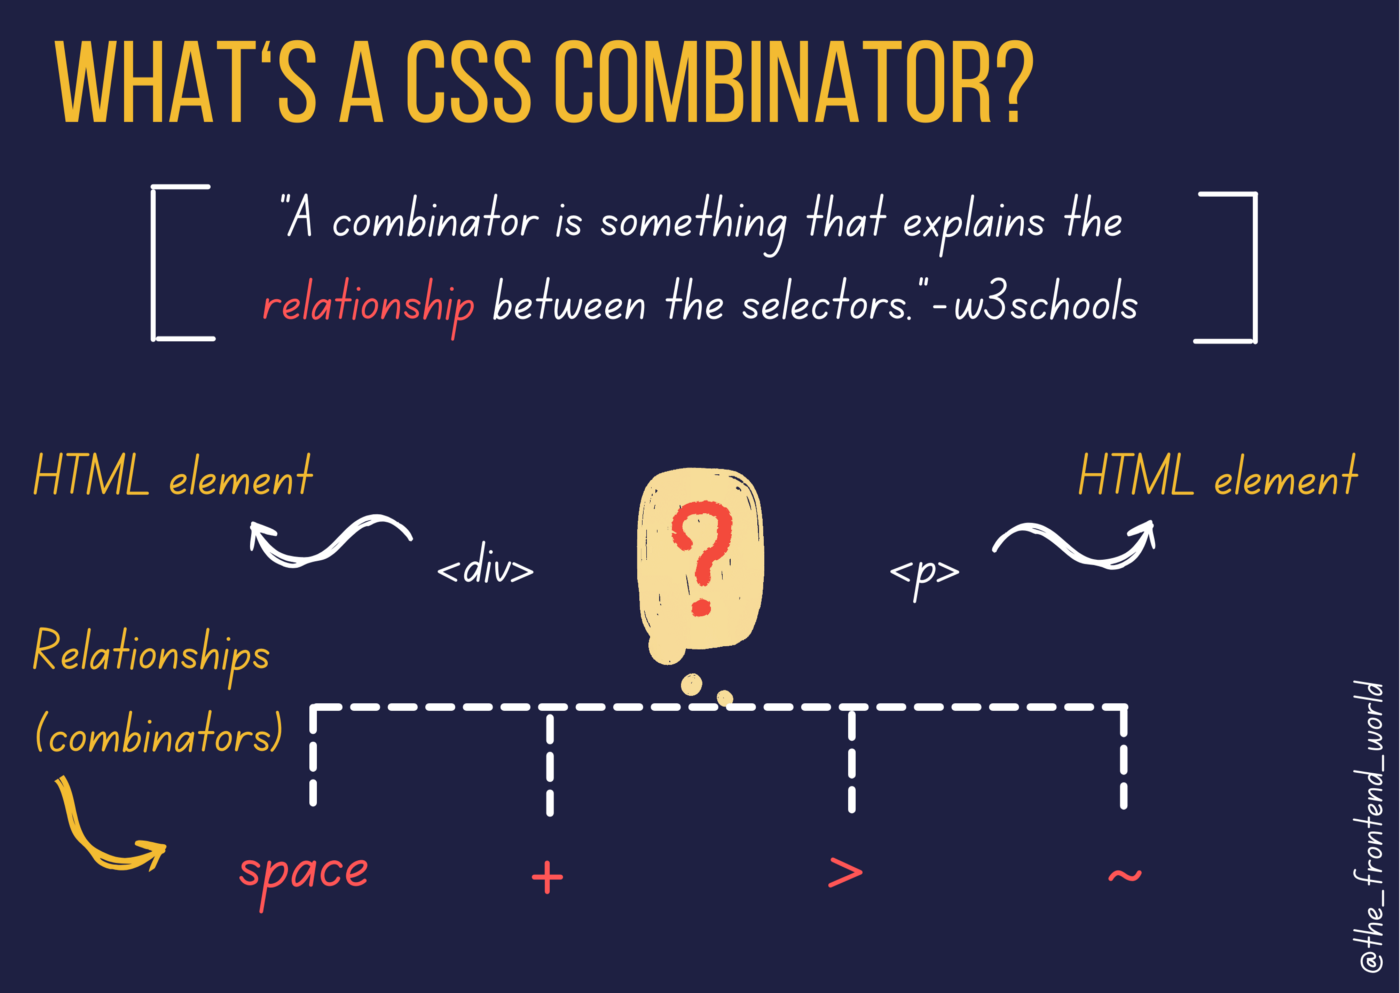 WHAT‘S A CSS COMBINATOR?
"A combinator is something that explains the
relationship between the selectors."-w3schools
HTML element
HTML element
<div>
?
<p>
Relationships
(combinators)
space
+
>
~
@the_frontend_world